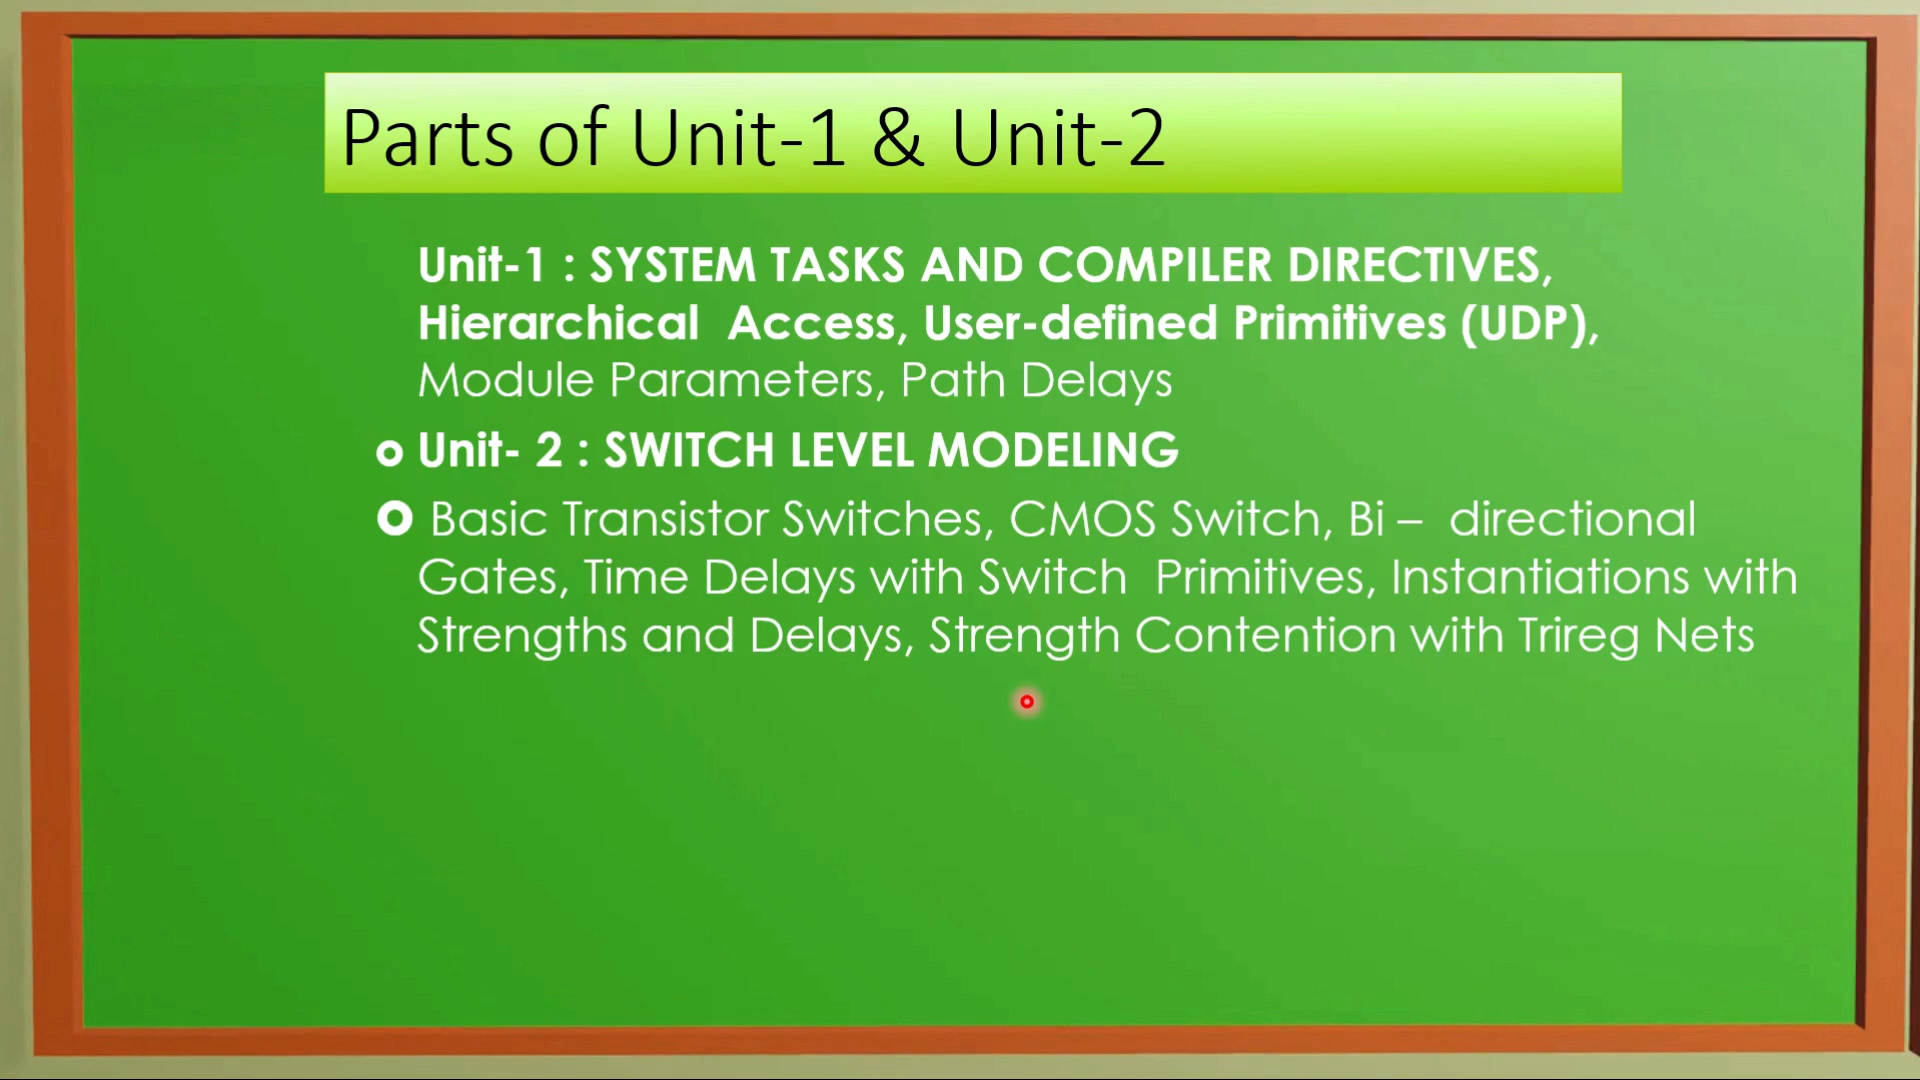 Parts of Unit-1 & Unit-2
Unit-1 : SYSTEM TASKS AND COMPILER DIRECTIVES,
Hierarchical Access, User-defined Primitives (UDP),
Module Parameters, Path Delays
Unit- 2 : SWITCH LEVEL MODELING
Basic Transistor Switches, CMOS Switch, Bi – directional
Gates, Time Delays with Switch Primitives, Instantiations with
Strengths and Delays, Strength Contention with Trireg Nets